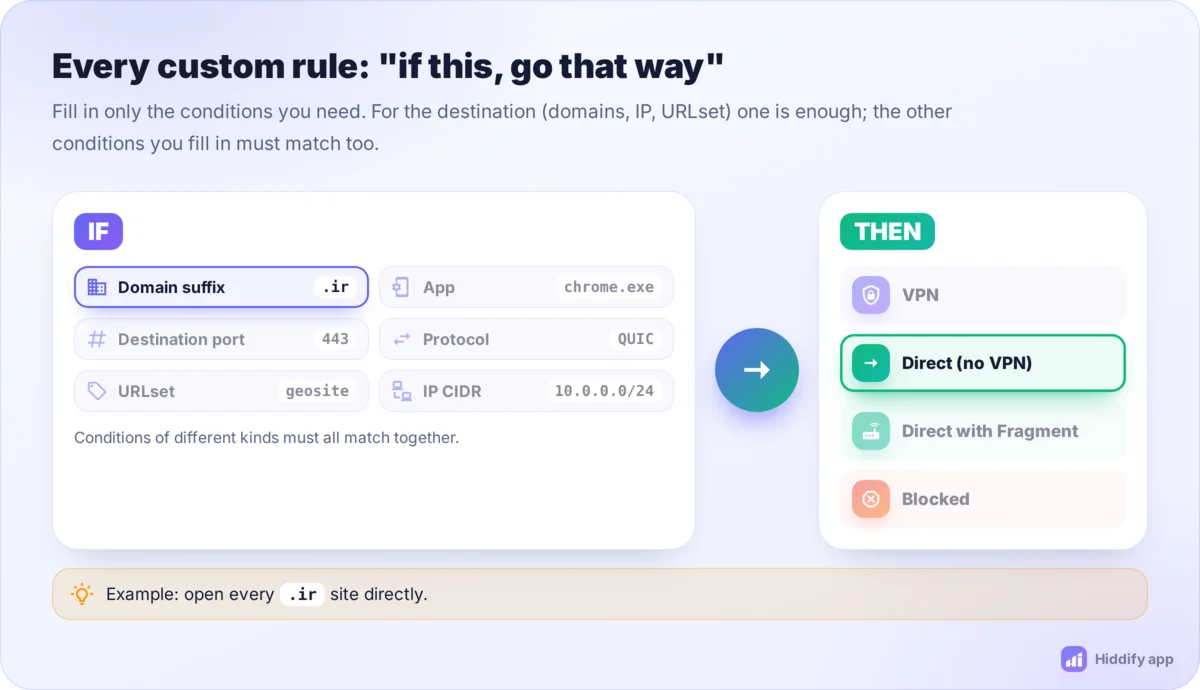 Every custom rule: "if this, go that way"
Fill in only the conditions you need. For the destination (domains, IP, URLset) one is enough; the other
conditions you fill in must match too.
IF
Domain suffix .ir
App chrome.exe
Destination port 443
Protocol QUIC
URLset geosite
IP CIDR 10.0.0.0/24
Conditions of different kinds must all match together.
THEN
VPN
Direct (no VPN)
Direct with Fragment
Blocked
Example: open every .ir site directly.
Hiddify app